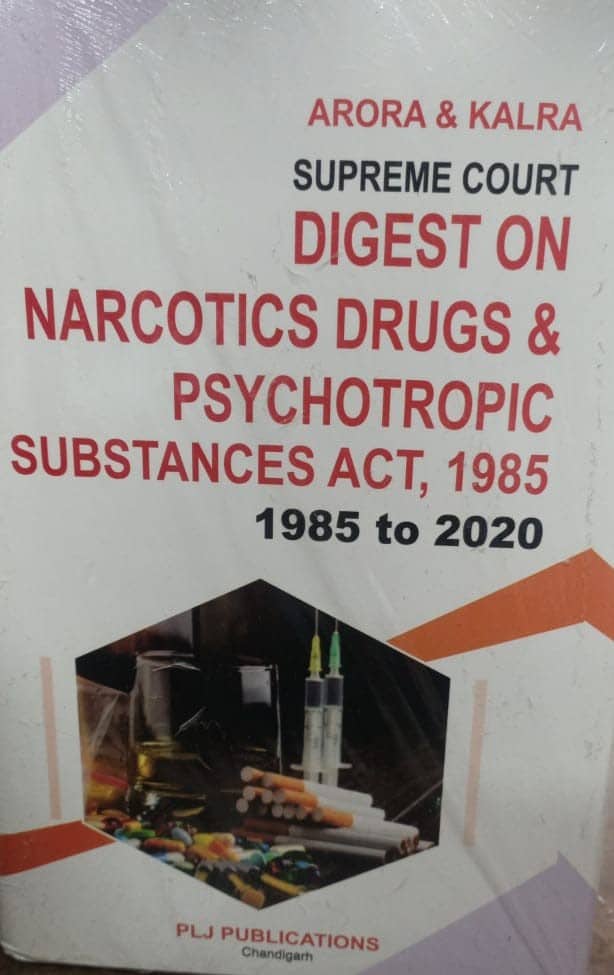 ARORA & KALRA
SUPREME COURT
DIGEST ON
NARCOTICS DRUGS &
PSYCHOTROPIC
SUBSTANCES ACT, 1985
1985 to 2020
PLJ PUBLICATIONS
Chandigarh